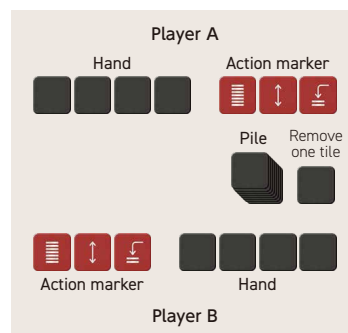 Player A
Hand
Action marker
Pile
Remove
one tile
Action marker
Hand
Player B